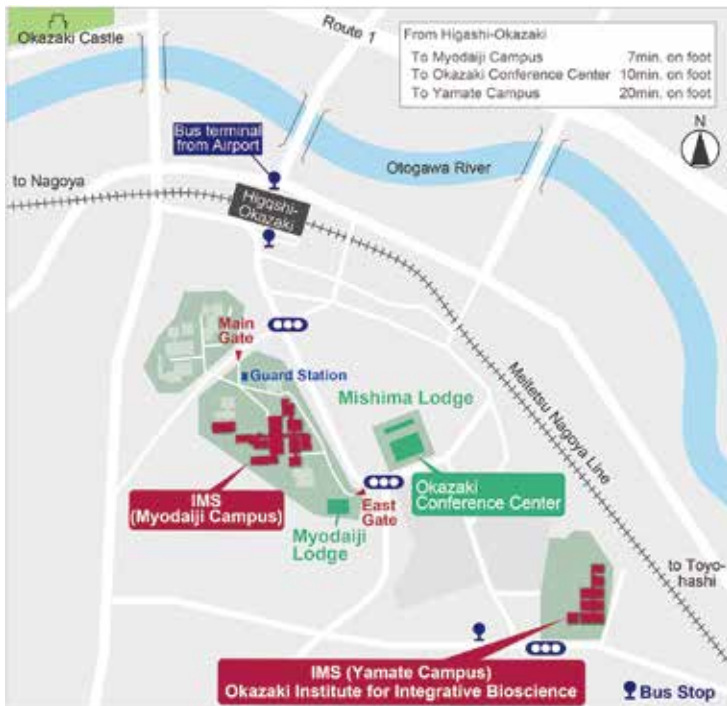 Okazaki Castle
Route 1
From Higashi-Okazaki
To Myodaiji Campus 7min. on foot
To Okazaki Conference Center 10min. on foot
To Yamate Campus 20min. on foot
N
Bus terminal
from Airport
Otogawa River
to Nagoya
Higqshi-
Okazaki
Main
Gate
Guard Station
Meitetsu Nagoya Line
Mishima Lodge
Okazaki
Conference Center
IMS
(Myodaiji Campus)
East
Gate
Myodaiji
Lodge
to Toyo-
hashi
IMS (Yamate Campus)
Okazaki Institute for Integrative Bioscience
Bus Stop